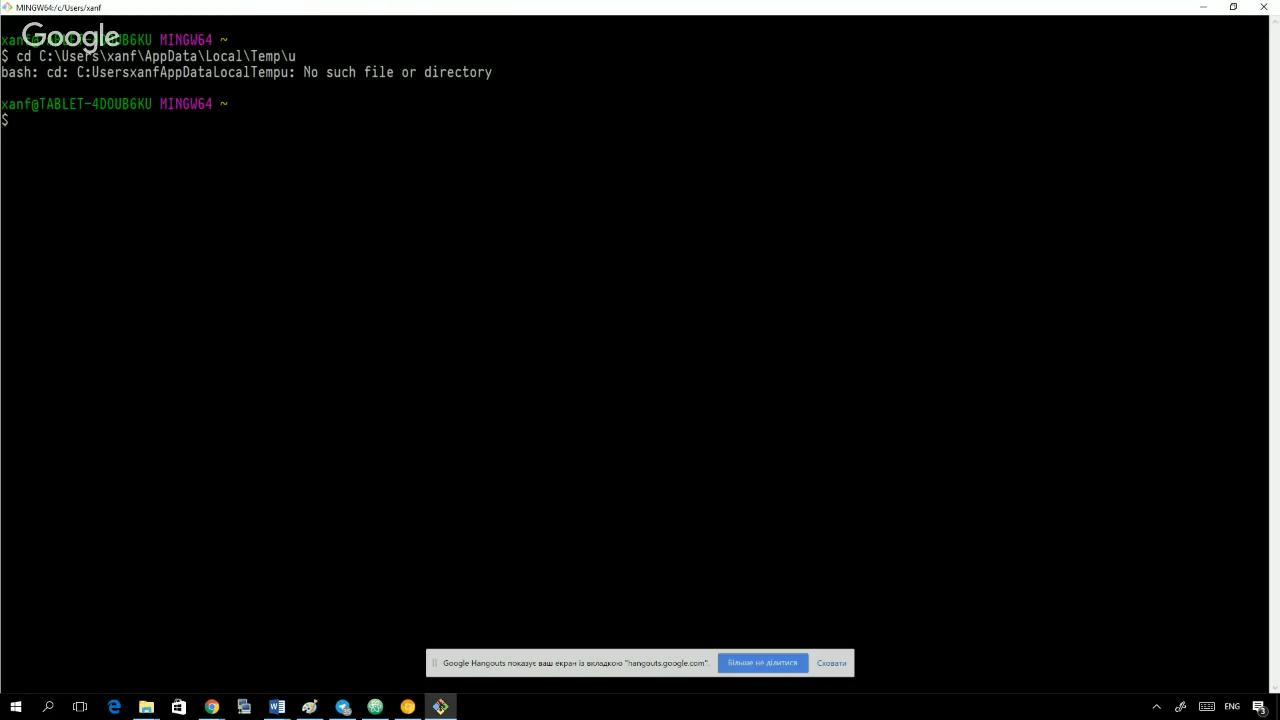 MINGW64:/c/Users/xanf
Google
xanf@TABLET-4DOUB6KU MINGW64 ~
$ cd C:\Users\xanf\AppData\Local\Temp\u
bash: cd: C:UsersxanfAppDataLocalTempu: No such file or directory
xanf@TABLET-4DOUB6KU MINGW64 ~
$
Google Hangouts показує ваш екран із вкладкою "hangouts.google.com".
Більше не ділитися
Сховати
ENG
3